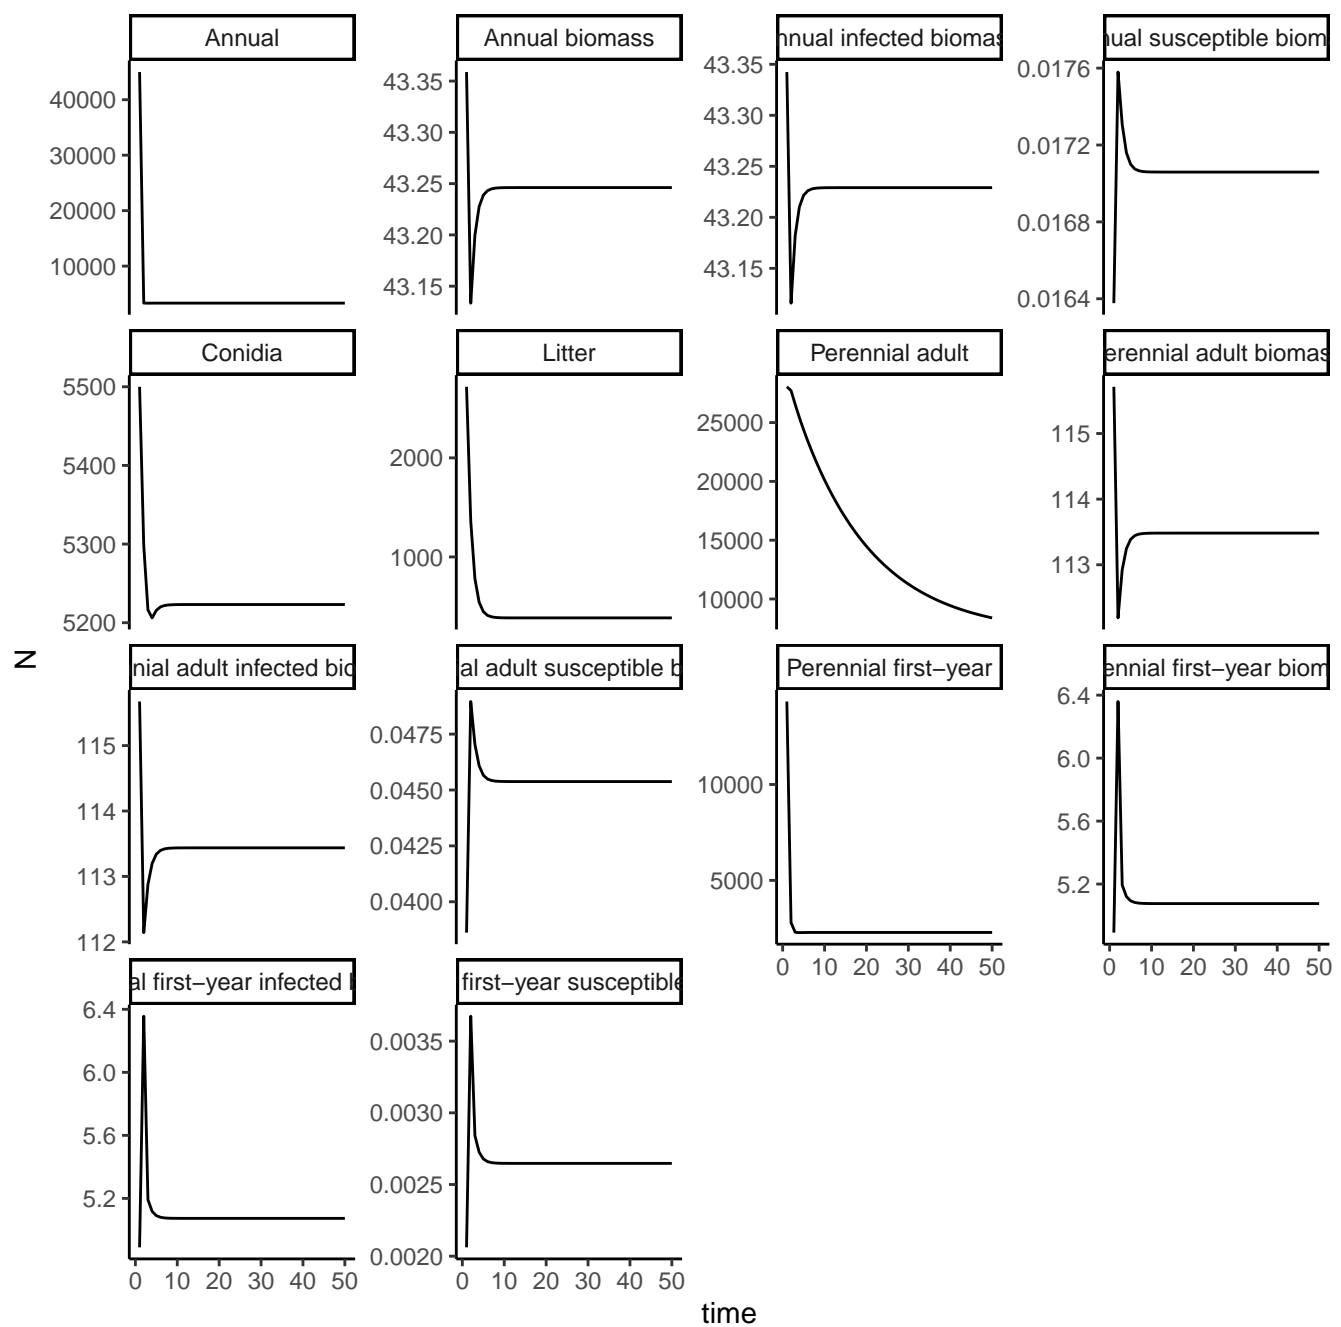 Annual
Annual biomass
nnual infected biomas
nual susceptible biom
40000
30000
20000
10000
43.35
43.30
43.25
43.20
43.15
43.35
43.30
43.25
43.20
43.15
0.0176
0.0172
0.0168
0.0164
Conidia
Litter
Perennial adult
erennial adult biomas
5500
5400
5300
5200
2000
1000
25000
20000
15000
10000
115
114
113
N
nial adult infected bio
al adult susceptible b
Perennial first−year
ennial first−year biom
115
114
113
112
0.0475
0.0450
0.0425
0.0400
10000
5000
6.4
6.0
5.6
5.2
0 10 20 30 40 50
0 10 20 30 40 50
al first−year infected b
first−year susceptible
6.4
6.0
5.6
5.2
0.0035
0.0030
0.0025
0.0020
0 10 20 30 40 50
0 10 20 30 40 50
time